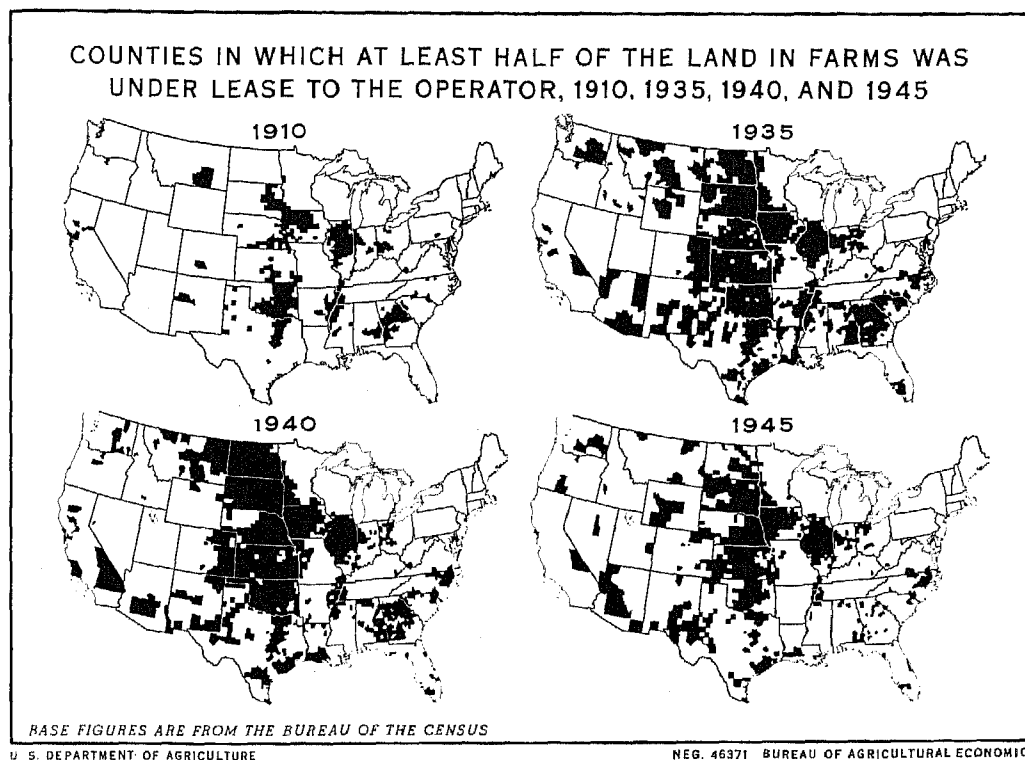 COUNTIES IN WHICH AT LEAST HALF OF THE LAND IN FARMS WAS
UNDER LEASE TO THE OPERATOR, 1910, 1935, 1940, AND 1945
1910
1935
1940
1945
BASE FIGURES ARE FROM THE BUREAU OF THE CENSUS
U. S. DEPARTMENT OF AGRICULTURE
NEG. 46371 BUREAU OF AGRICULTURAL ECONOMIC